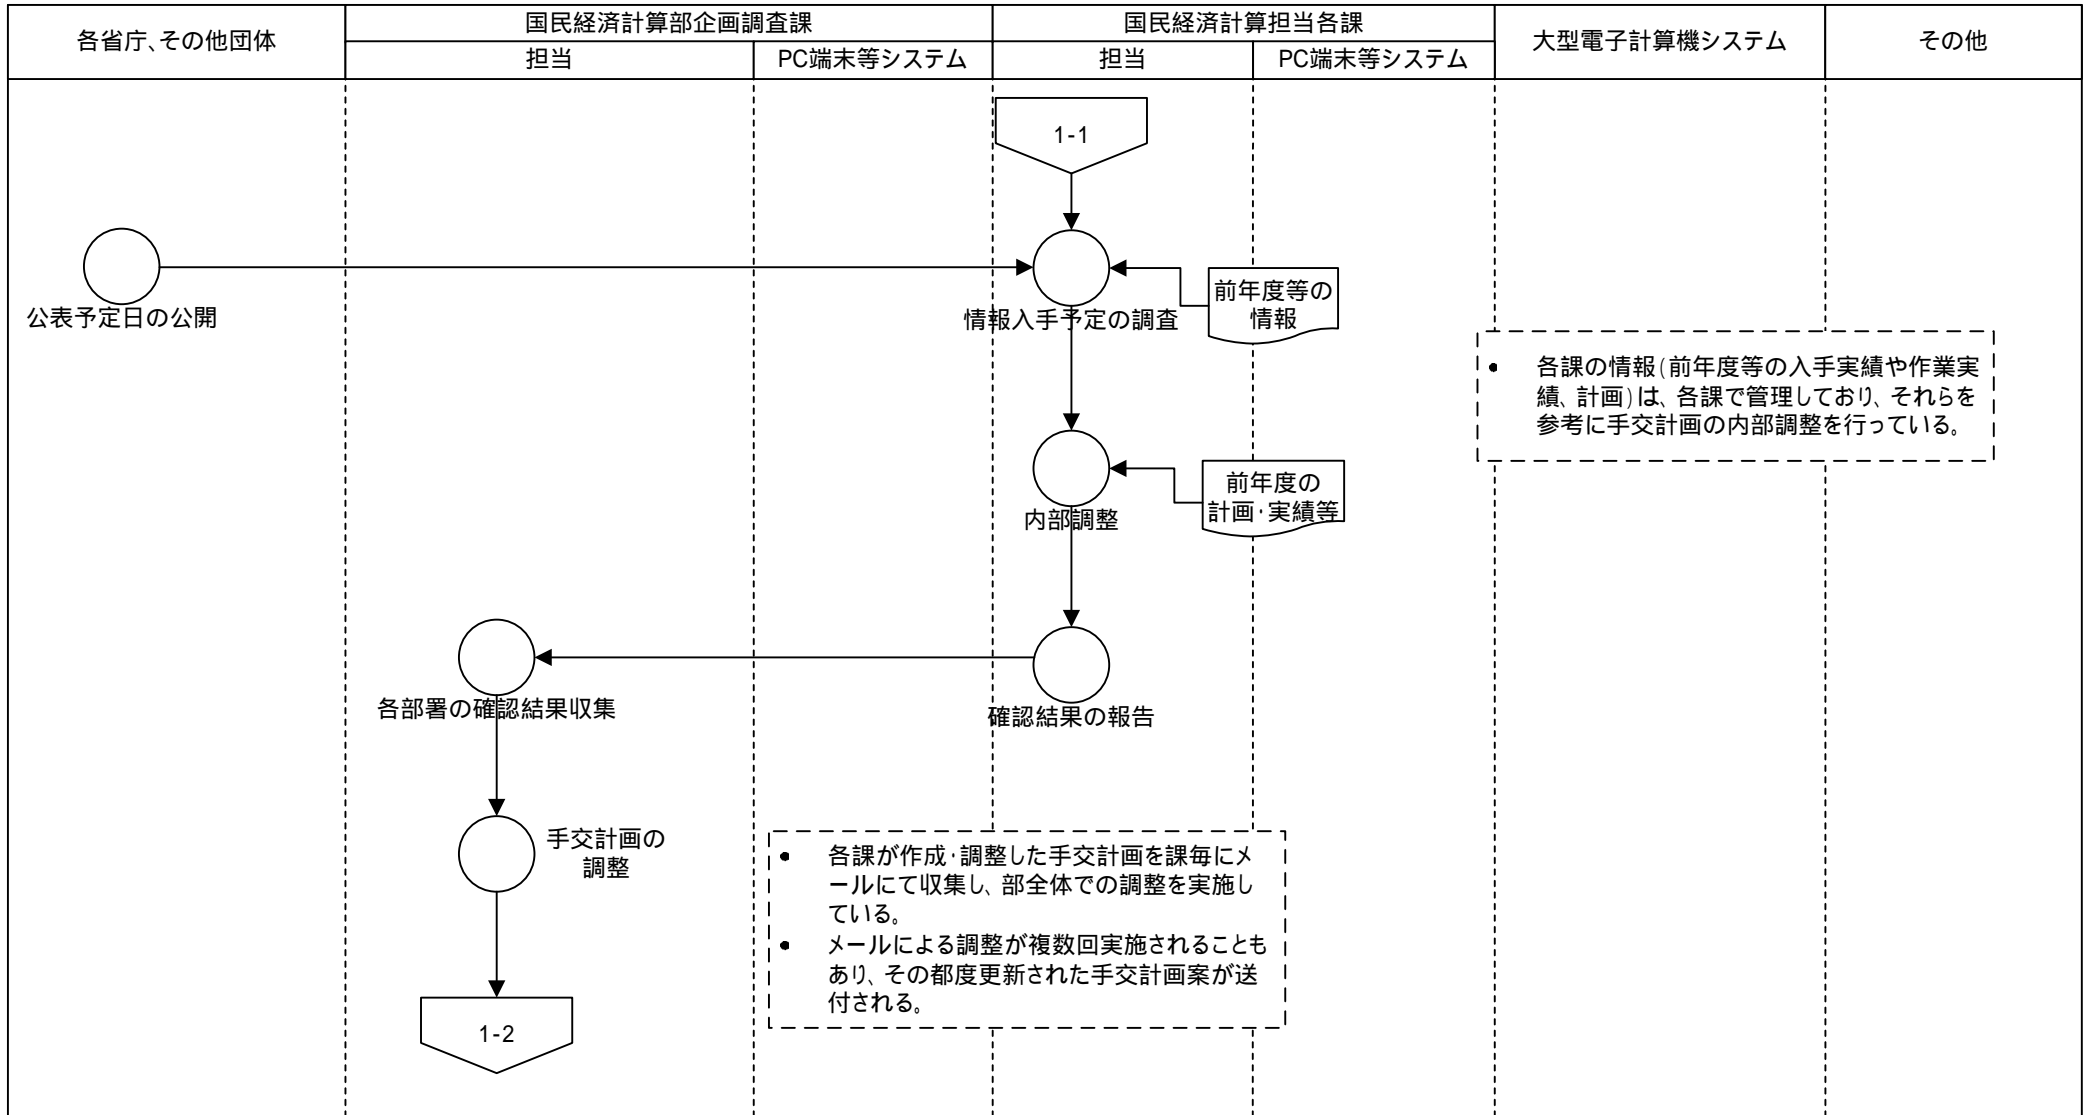 各省庁、その他団体
国民経済計算部企画調査課
国民経済計算担当各課
大型電子計算機システム
その他
担当
PC端末等システム
担当
PC端末等システム
1-1
公表予定日の公開
情報入手予定の調査
前年度等の
情報
• 各課の情報(前年度等の入手実績や作業実
績、計画)は、各課で管理しており、それらを
参考に手交計画の内部調整を行っている。
内部調整
前年度の
計画・実績等
各部署の確認結果収集
確認結果の報告
手交計画の
調整
• 各課が作成・調整した手交計画を課毎にメ
ールにて収集し、部全体での調整を実施し
ている。
• メールによる調整が複数回実施されることも
あり、その都度更新された手交計画案が送
付される。
1-2